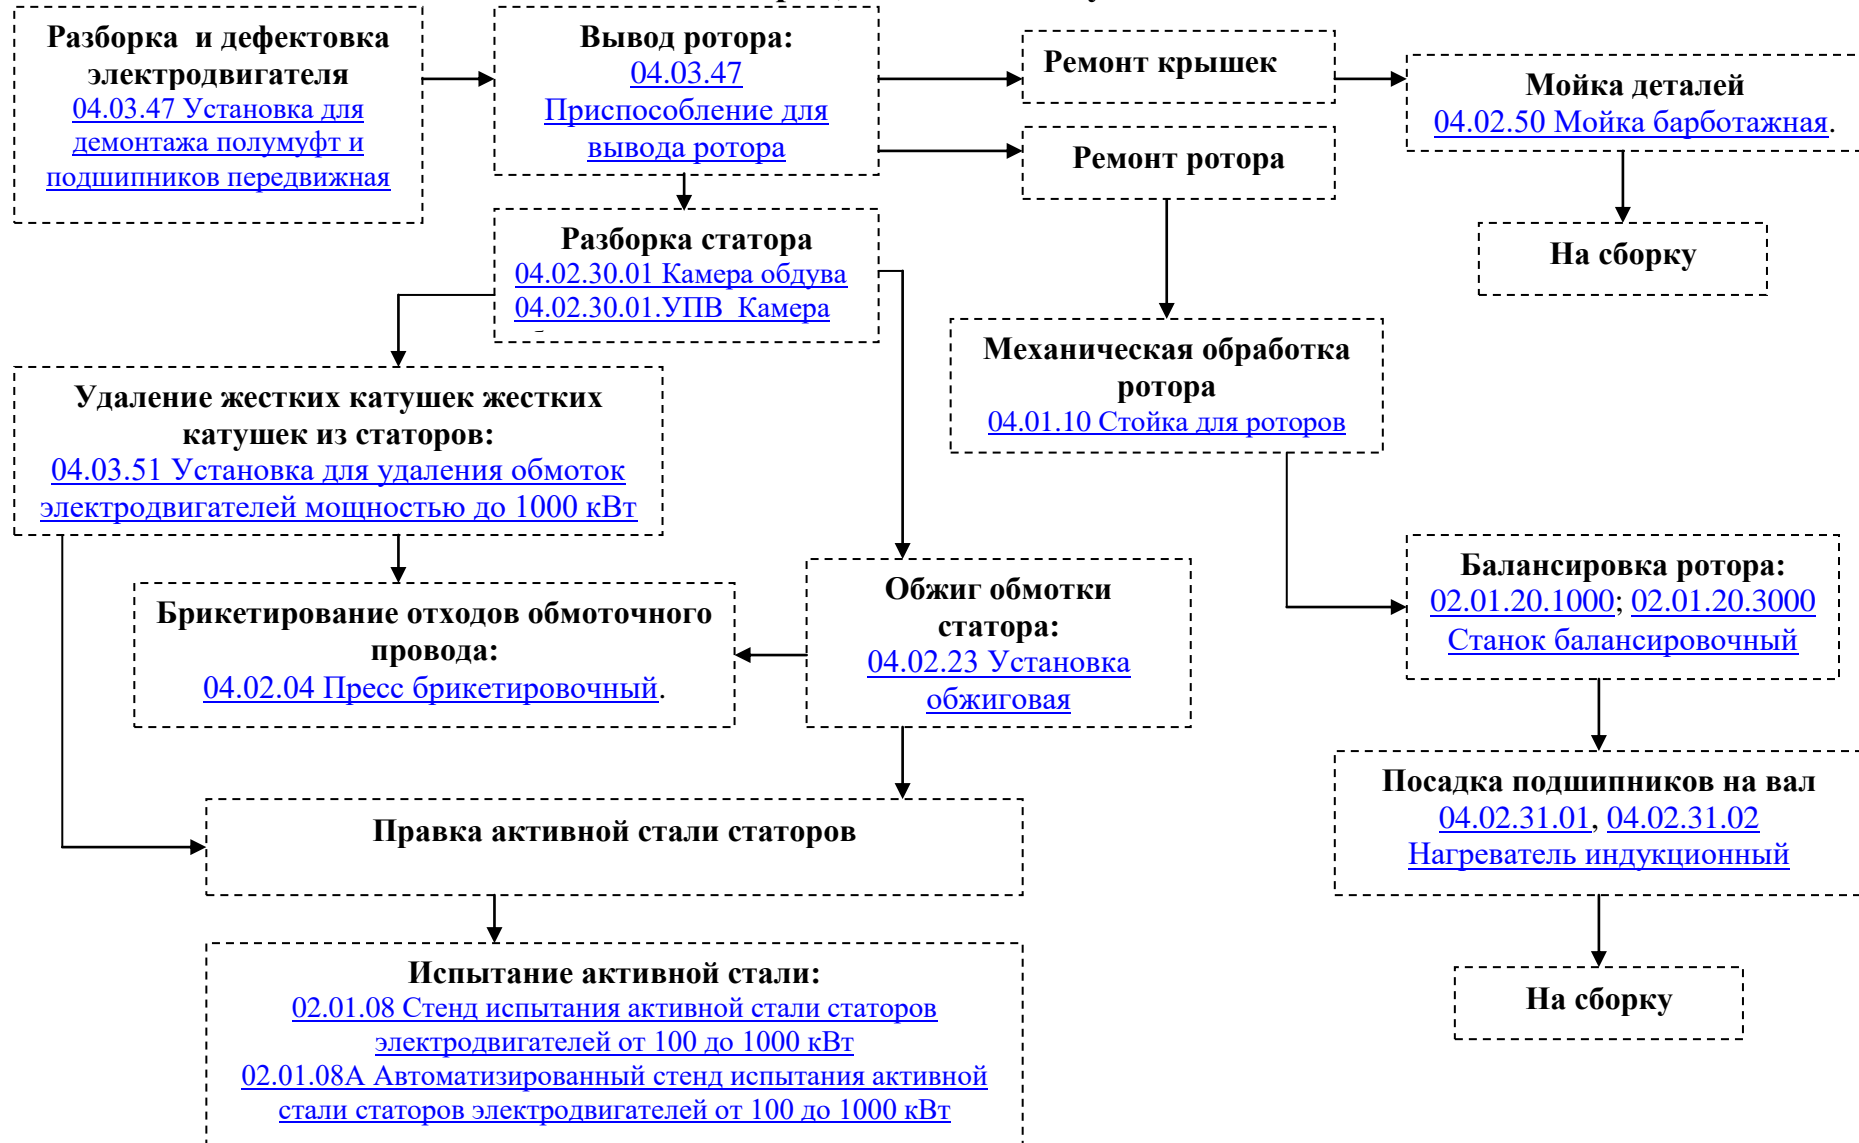 Разборка и дефектовка
электродвигателя
04.03.47 Установка для
демонтажа полумуфт и
подшипников передвижная
Вывод ротора:
04.03.47
Приспособление для
вывода ротора
Ремонт крышек
Мойка деталей
04.02.50 Мойка барботажная.
Ремонт ротора
На сборку
Разборка статора
04.02.30.01 Камера обдува
04.02.30.01.УПВ Камера
Механическая обработка
ротора
04.01.10 Стойка для роторов
Удаление жестких катушек жестких
катушек из статоров:
04.03.51 Установка для удаления обмоток
электродвигателей мощностью до 1000 кВт
Балансировка ротора:
02.01.20.1000; 02.01.20.3000
Станок балансировочный
Брикетирование отходов обмоточного
провода:
04.02.04 Пресс брикетировочный.
Обжиг обмотки
статора:
04.02.23 Установка
обжиговая
Посадка подшипников на вал
04.02.31.01, 04.02.31.02
Нагреватель индукционный
Правка активной стали статоров
На сборку
Испытание активной стали:
02.01.08 Стенд испытания активной стали статоров
электродвигателей от 100 до 1000 кВт
02.01.08А Автоматизированный стенд испытания активной
стали статоров электродвигателей от 100 до 1000 кВт